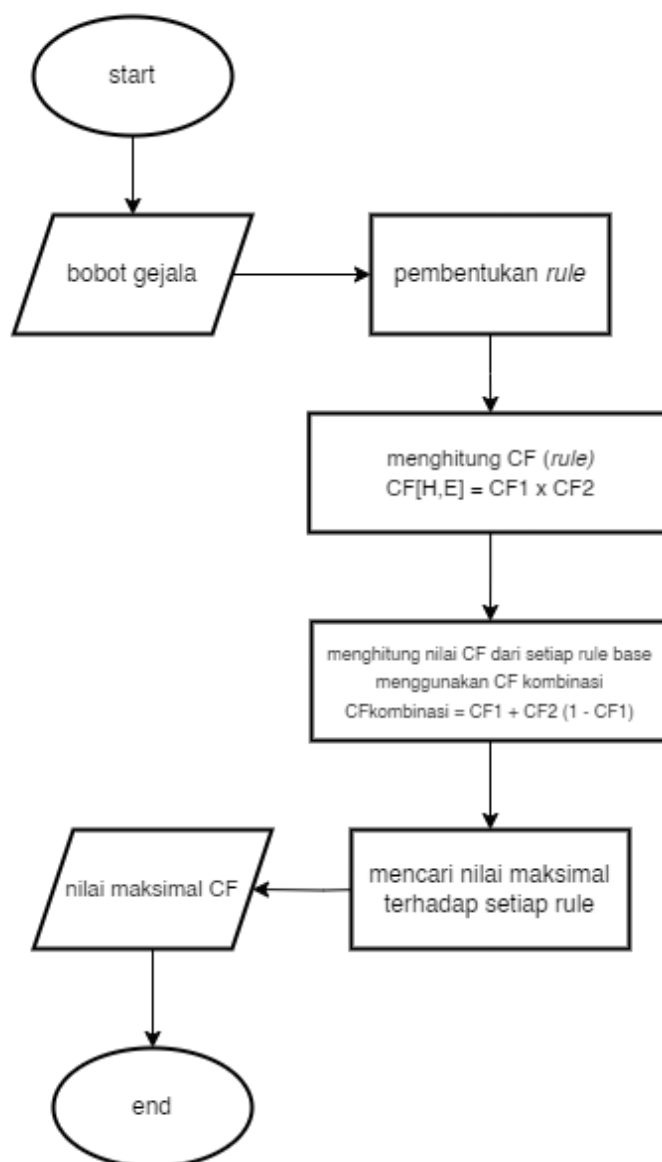 start
bobot gejala
pembentukan rule
menghitung CF (rule)
CF[H,E] = CF1 x CF2
menghitung nilai CF dari setiap rule base
menggunakan CF kombinasi
CFkombinasi = CF1 + CF2 (1 - CF1)
mencari nilai maksimal
terhadap setiap rule
nilai maksimal CF
end